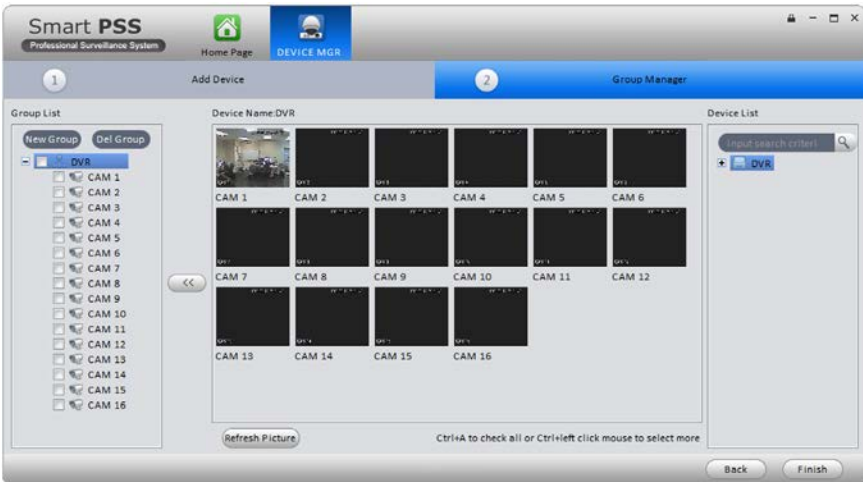 Smart PSS
Professional Surveillance System
Home Page
DEVICE MGR
1
Add Device
2
Group Manager
Group List
Device Name:DVR
Device List
New Group
Del Group
Input search criteri
DVR
DVR
CAM 1
CAM 2
CAM 3
CAM 4
CAM 5
CAM 6
CAM 7
CAM 8
CAM 9
CAM 10
CAM 11
CAM 12
CAM 13
CAM 14
CAM 15
CAM 16
<<
CAM 1
CAM 2
CAM 3
CAM 4
CAM 5
CAM 6
CAM 7
CAM 8
CAM 9
CAM 10
CAM 11
CAM 12
CAM 13
CAM 14
CAM 15
CAM 16
Refresh Picture
Ctrl+A to check all or Ctrl+left click mouse to select more
Back
Finish